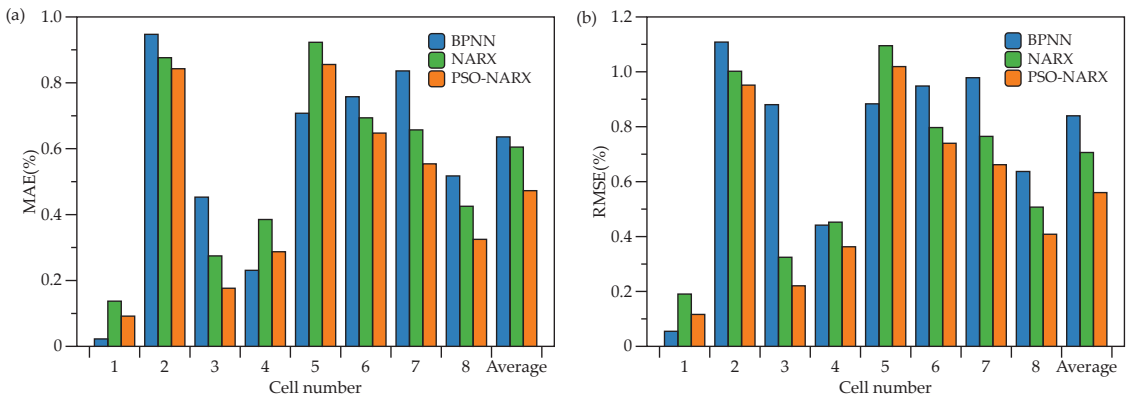 (a)
1.0
0.8
0.6
0.4
0.2
0
MAE(%)
BPNN
NARX
PSO-NARX
1 2 3 4 5 6 7 8 Average
Cell number
(b)
1.2
1.0
0.8
0.6
0.4
0.2
0
RMSE(%)
BPNN
NARX
PSO-NARX
1 2 3 4 5 6 7 8 Average
Cell number